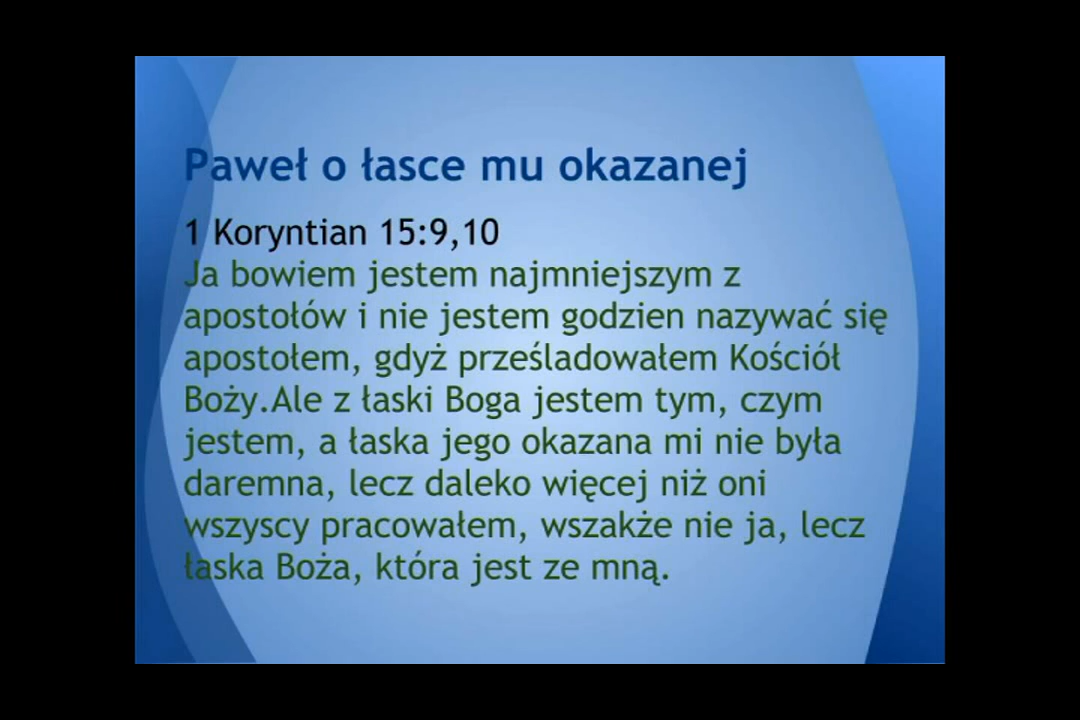 Paweł o łasce mu okazanej
1 Koryntian 15:9,10
Ja bowiem jestem najmniejszym z
apostołów i nie jestem godzien nazywać się
apostołem, gdyż prześladowałem Kościół
Boży.Ale z łaski Boga jestem tym, czym
jestem, a łaska jego okazana mi nie była
daremna, lecz daleko więcej niż oni
wszyscy pracowałem, wszakże nie ja, lecz
łaska Boża, która jest ze mną.